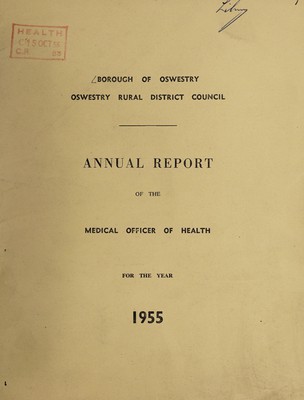 HEALTH
BOROUGH OF OSWESTRY
OSWESTRY RURAL DISTRICT COUNCIL
ANNUAL REPORT
OF THE
MEDICAL OFFICER OF HEALTH
FOR THE YEAR
1955